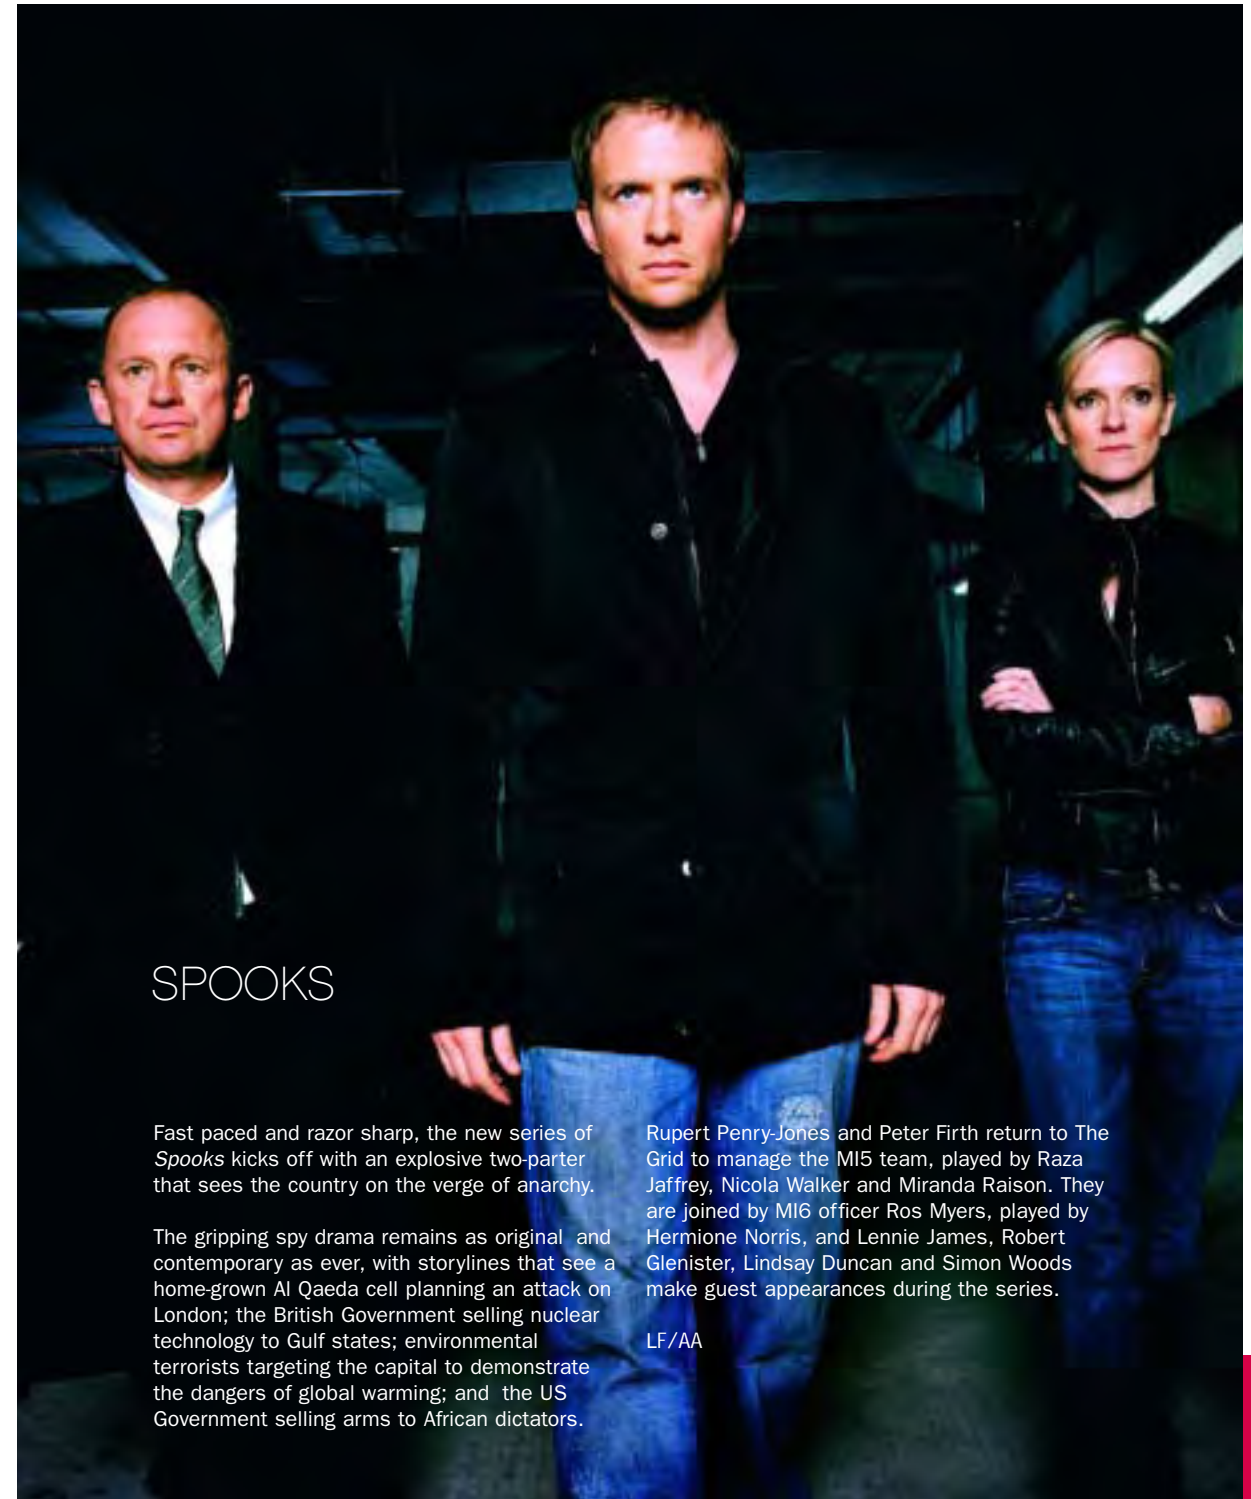 SPOOKS
Fast paced and razor sharp, the new series of
Spooks kicks off with an explosive two-parter
that sees the country on the verge of anarchy.
The gripping spy drama remains as original  and
contemporary as ever, with storylines that see a
home-grown Al Qaeda cell planning an attack on
London; the British Government selling nuclear
technology to Gulf states; environmental
terrorists targeting the capital to demonstrate
the dangers of global warming; and  the US
Government selling arms to African dictators.
Rupert Penry-Jones and Peter Firth return to The
Grid to manage the MI5 team, played by Raza
Jaffrey, Nicola Walker and Miranda Raison. They
are joined by MI6 officer Ros Myers, played by
Hermione Norris, and Lennie James, Robert
Glenister, Lindsay Duncan and Simon Woods
make guest appearances during the series.
LF/AA